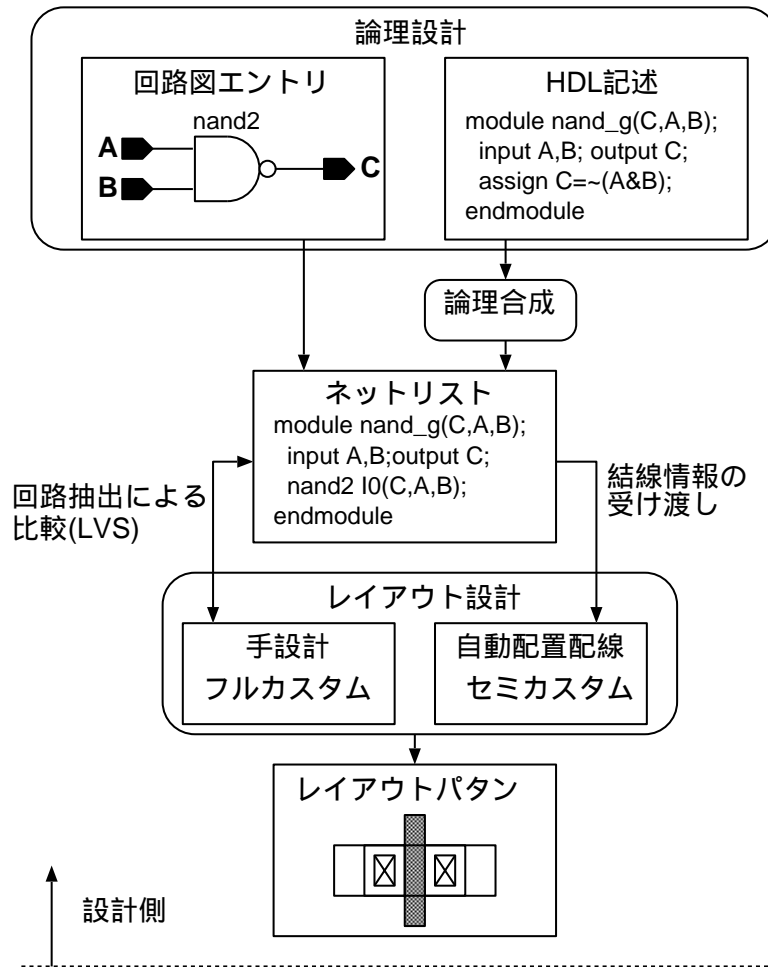 論理設計
回路図エントリ
nand2
A
B
C
HDL記述
module nand_g(C,A,B);
input A,B; output C;
assign C=~(A&B);
endmodule
論理合成
ネットリスト
module nand_g(C,A,B);
input A,B;output C;
nand2 I0(C,A,B);
endmodule
回路抽出による
比較(LVS)
結線情報の
受け渡し
レイアウト設計
手設計
フルカスタム
自動配置配線
セミカスタム
レイアウトパタン
設計側